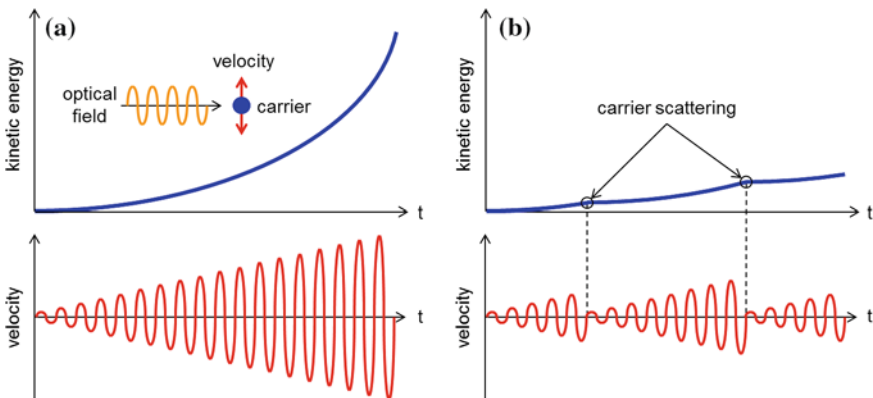 (a)
kinetic energy
optical
field
velocity
carrier
t
velocity
t
(b)
kinetic energy
carrier scattering
t
velocity
t